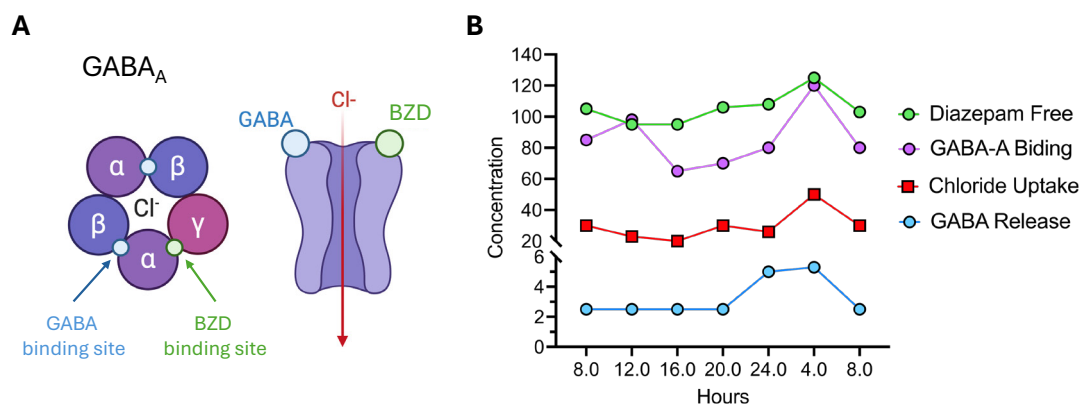 A
GABAA
α
β
Cl-
β
γ
α
GABA
binding site
BZD
binding site
Cl-
GABA
BZD
B
Concentration
140
120
100
80
60
40
20
6
4
2
0
8.0 12.0 16.0 20.0 24.0 4.0 8.0
Hours
Diazepam Free
GABA-A Biding
Chloride Uptake
GABA Release